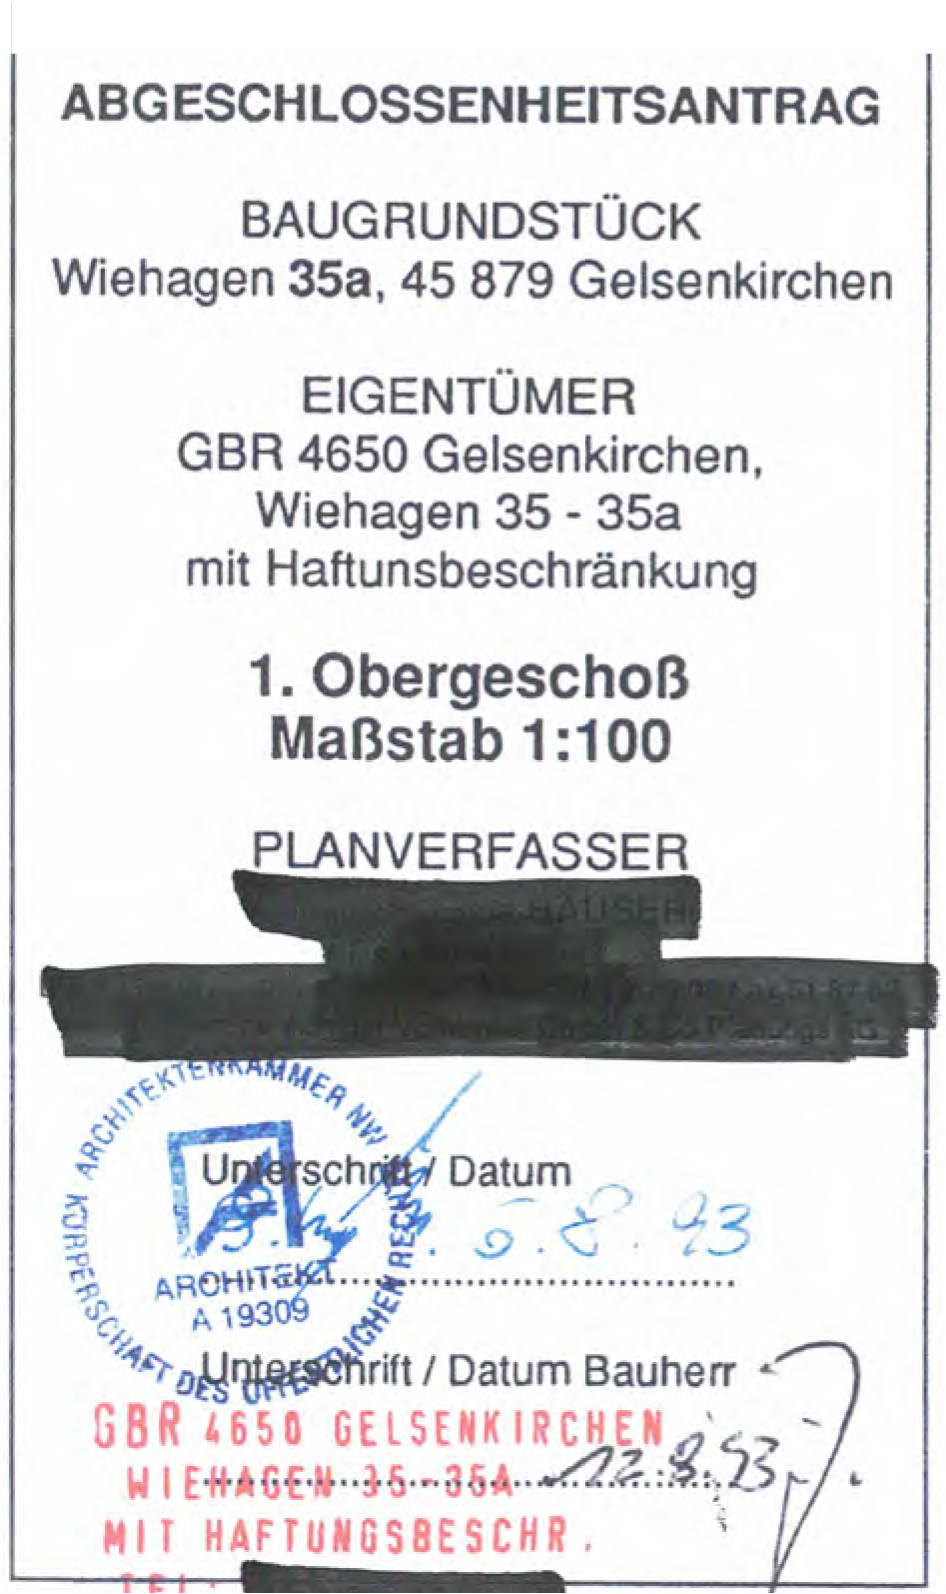 ABGESCHLOSSENHEITSANTRAG
BAUGRUNDSTÜCK
Wiehagen 35a, 45 879 Gelsenkirchen
EIGENTÜMER
GBR 4650 Gelsenkirchen,
Wiehagen 35 - 35a
mit Haftunsbeschränkung
1. Obergeschoß
Maßstab 1:100
PLANVERFASSER
ARCHITEKTENKAMMER NW
KÖRPERSCHAFT DES ÖFFENTLICHEN RECHTS
ARCHITEKT
A 19309
Unterschrift / Datum
5.8.93
Unterschrift / Datum Bauherr
GBR 4650 GELSENKIRCHEN
WIEHAGEN 35-35A
12.8.93
MIT HAFTUNGSBESCHR.
TEL.